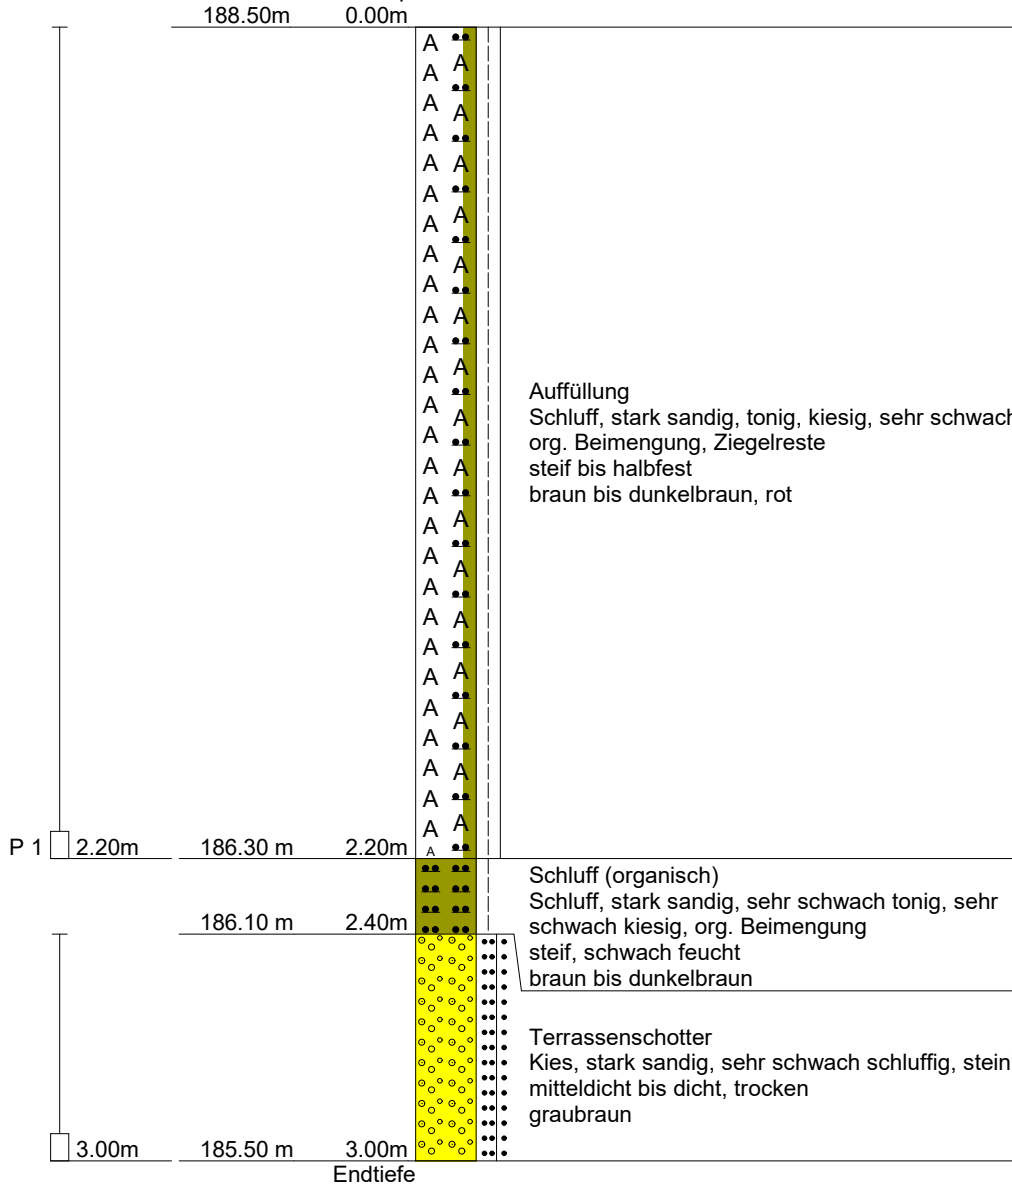 188.50m 0.00m
Auffüllung
Schluff, stark sandig, tonig, kiesig, sehr schwach
org. Beimengung, Ziegelreste
steif bis halbfest
braun bis dunkelbraun, rot
P 1 2.20m 186.30 m 2.20m
Schluff (organisch)
Schluff, stark sandig, sehr schwach tonig, sehr
schwach kiesig, org. Beimengung
steif, schwach feucht
braun bis dunkelbraun
186.10 m 2.40m
Terrassenschotter
Kies, stark sandig, sehr schwach schluffig, stein
mitteldicht bis dicht, trocken
graubraun
3.00m 185.50 m 3.00m
Endtiefe